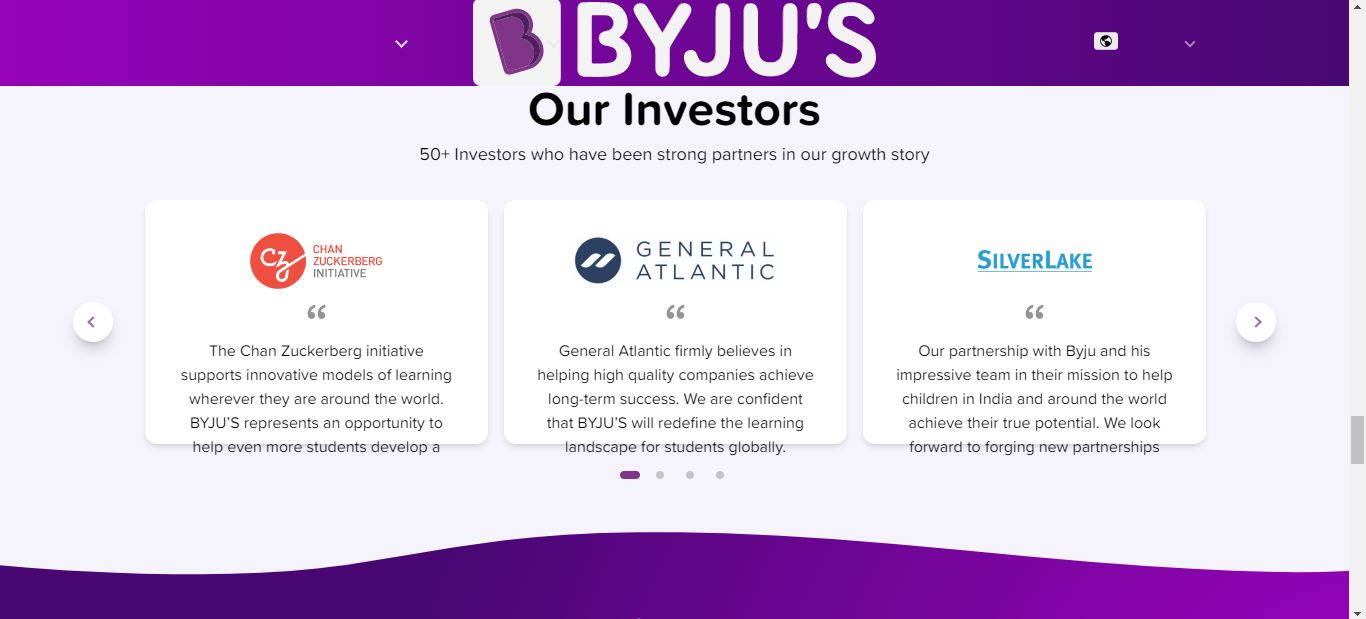 BYJU'S
Our Investors
50+ Investors who have been strong partners in our growth story
CHAN
ZUCKERBERG
INITIATIVE
“
The Chan Zuckerberg initiative
supports innovative models of learning
wherever they are around the world.
BYJU’S represents an opportunity to
help even more students develop a
GENERAL
ATLANTIC
“
General Atlantic firmly believes in
helping high quality companies achieve
long-term success. We are confident
that BYJU’S will redefine the learning
landscape for students globally.
SILVERLAKE
“
Our partnership with Byju and his
impressive team in their mission to help
children in India and around the world
achieve their true potential. We look
forward to forging new partnerships